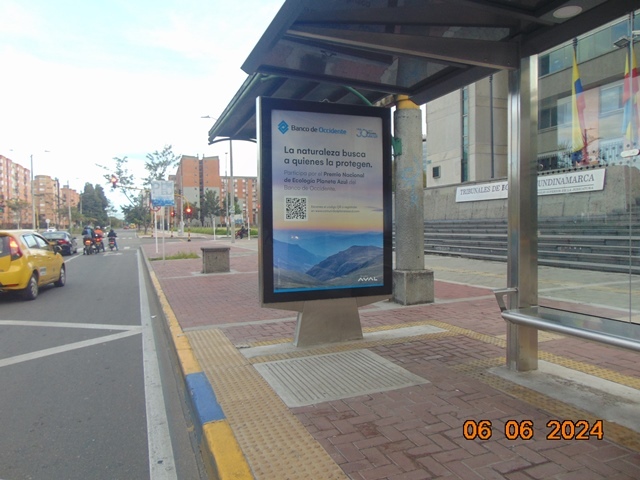 Banco de Occidente
La naturaleza busca
a quienes la protegen.
Participa por el Premio Nacional
de Ecología Planeta Azul del
Banco de Occidente
AVAL
TRIBUNALES DE
UNDINAMARCA
06 06 2024